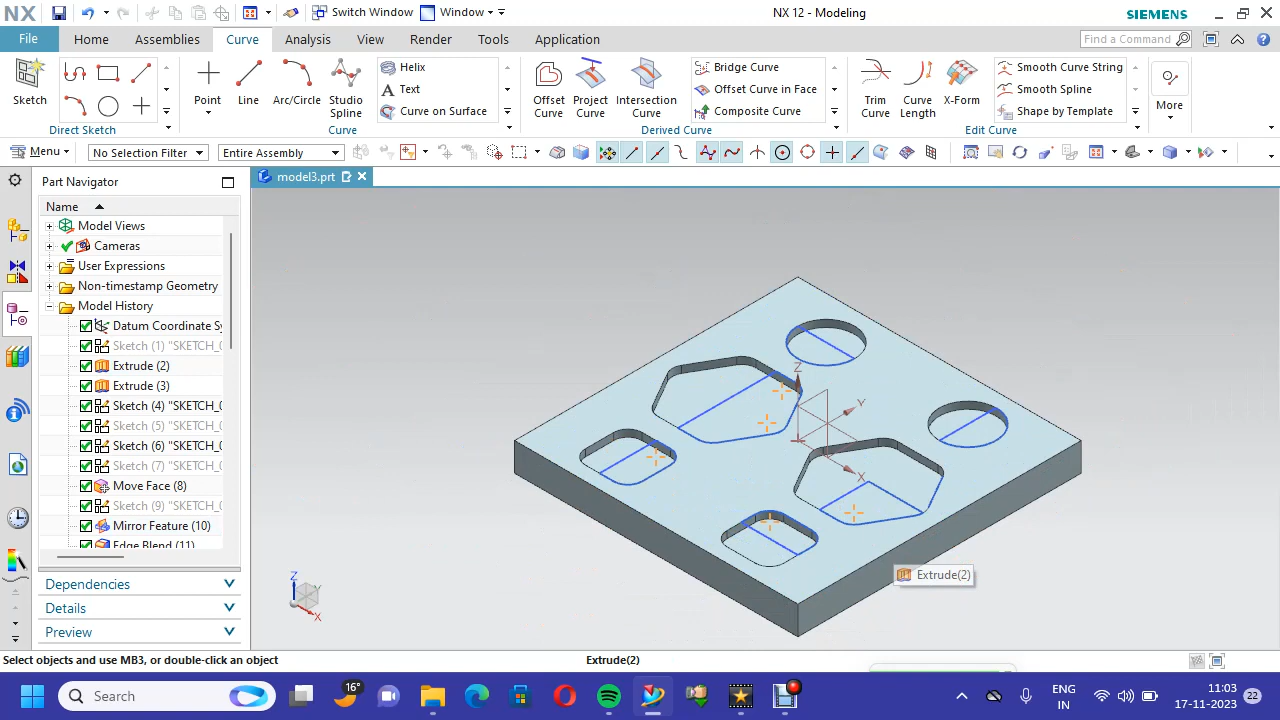 NX Switch Window Window NX 12 - Modeling SIEMENS
File Home Assemblies Curve Analysis View Render Tools Application Find a Command
Sketch Point Line Arc/Circle Studio Spline Helix Text Curve on Surface Offset Curve Project Curve Intersection Curve Bridge Curve Offset Curve in Face Composite Curve Trim Curve Curve Length X-Form Smooth Curve String Smooth Spline Shape by Template More
Direct Sketch Curve Derived Curve Edit Curve
Menu No Selection Filter Entire Assembly
Part Navigator model3.prt
Name
Model Views
Cameras
User Expressions
Non-timestamp Geometry
Model History
Datum Coordinate Sy
Sketch (1) "SKETCH_0
Extrude (2)
Extrude (3)
Sketch (4) "SKETCH_0
Sketch (5) "SKETCH_0
Sketch (6) "SKETCH_0
Sketch (7) "SKETCH_0
Move Face (8)
Sketch (9) "SKETCH_0
Mirror Feature (10)
Edge Blend (11)
Z
Y
X
Extrude(2)
Dependencies
Details
Preview
Z
Y
X
Select objects and use MB3, or double-click an object Extrude(2)
Search 16° ENG IN 11:03 17-11-2023 22